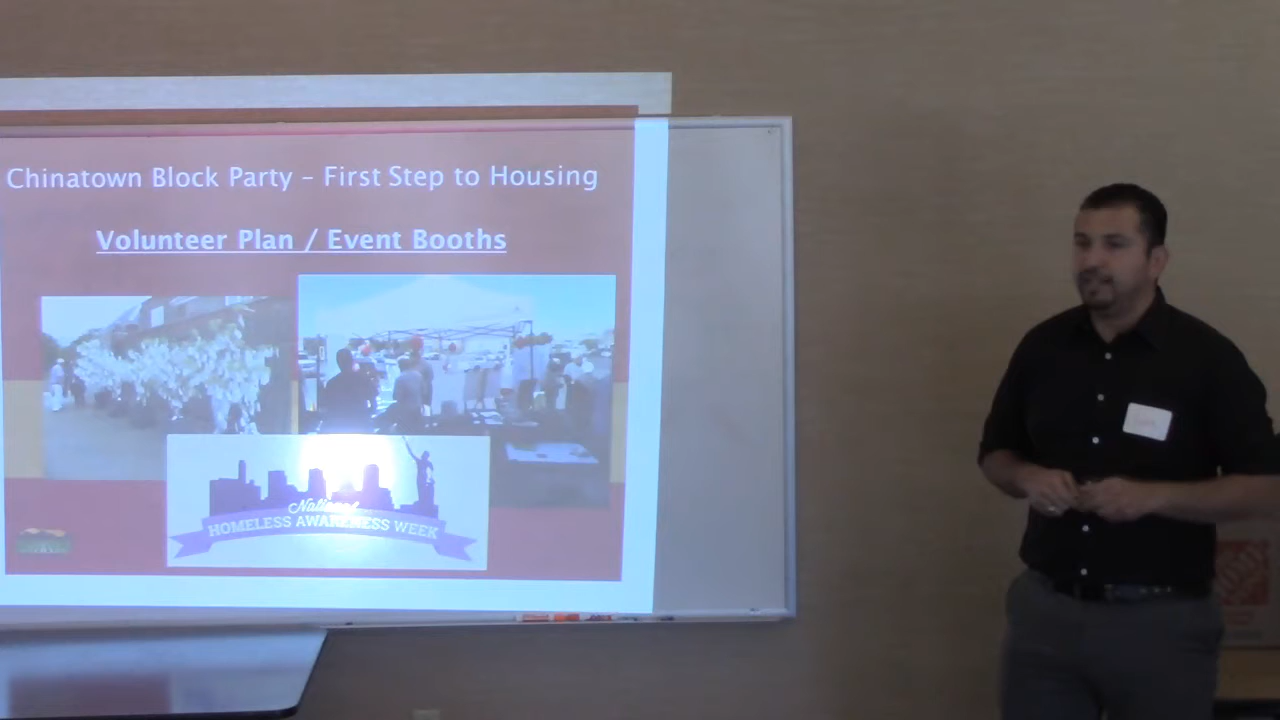 Chinatown Block Party – First Step to Housing
Volunteer Plan / Event Booths
National
HOMELESS AWARENESS WEEK